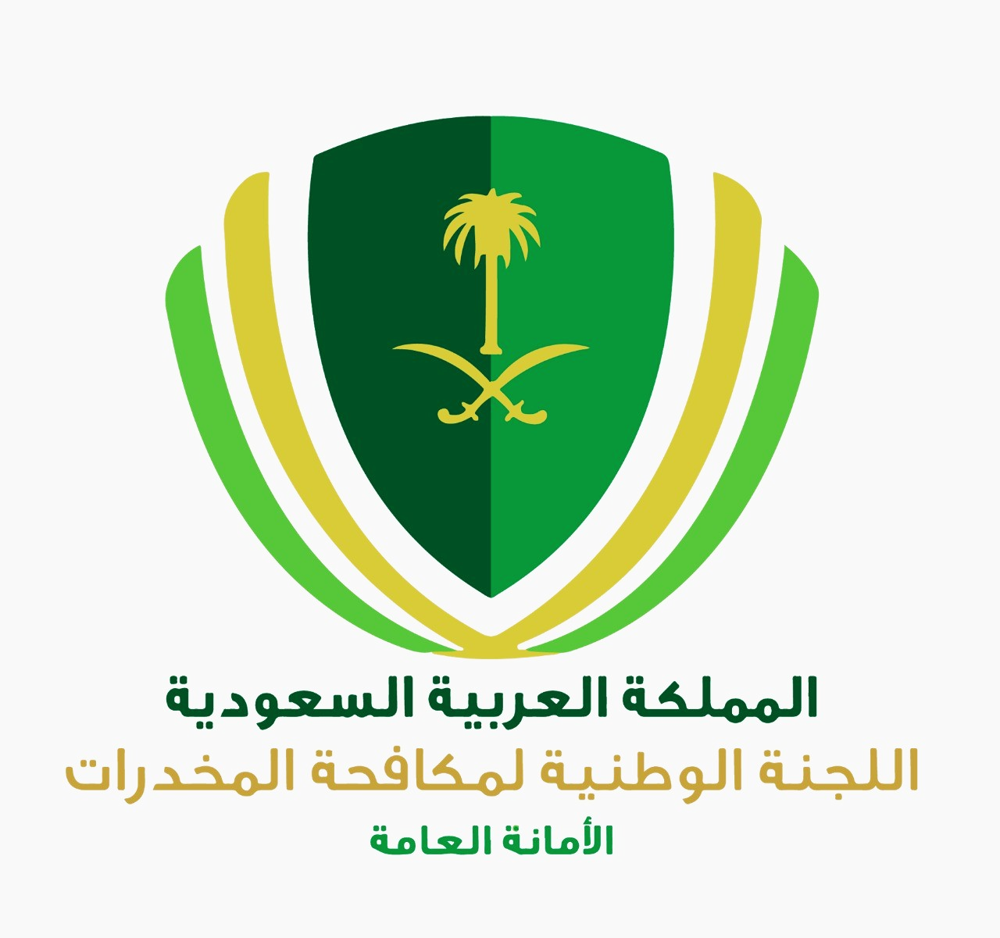 المملكة العربية السعودية
اللجنة الوطنية لمكافحة المخدرات
الأمانة العامة